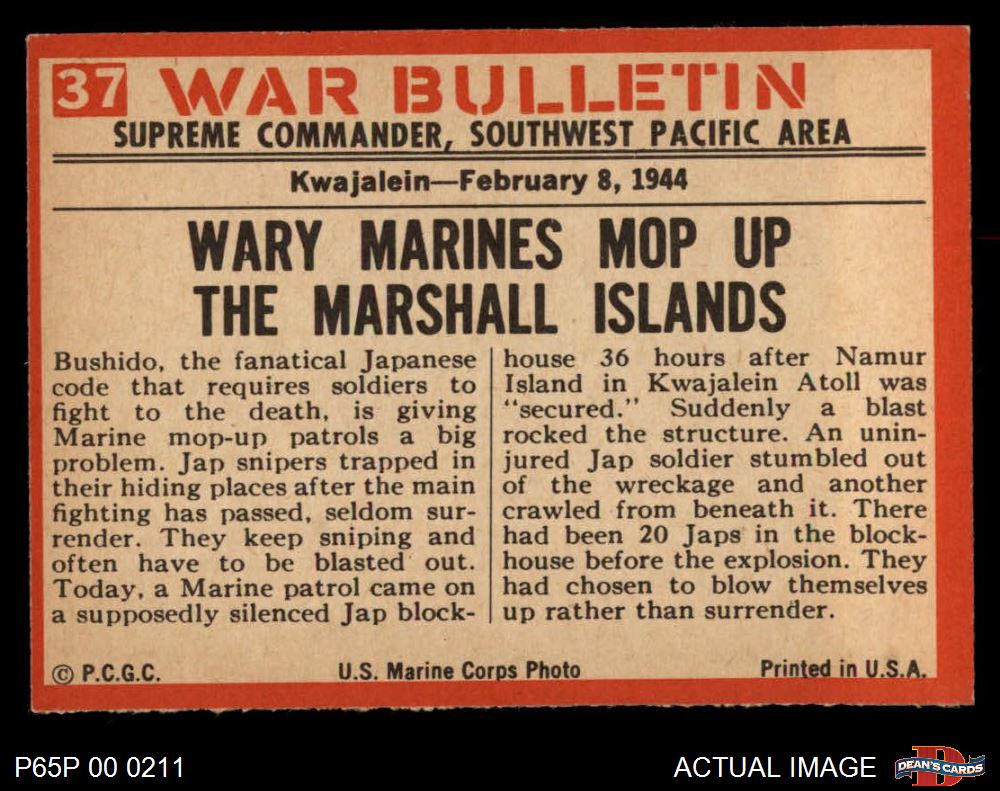 37 WAR BULLETIN
SUPREME COMMANDER, SOUTHWEST PACIFIC AREA
Kwajalein—February 8, 1944
WARY MARINES MOP UP
THE MARSHALL ISLANDS
Bushido, the fanatical Japanese
code that requires soldiers to
fight to the death, is giving
Marine mop-up patrols a big
problem. Jap snipers trapped in
their hiding places after the main
fighting has passed, seldom sur-
render. They keep sniping and
often have to be blasted out.
Today, a Marine patrol came on
a supposedly silenced Jap block-
house 36 hours after Namur
Island in Kwajalein Atoll was
"secured." Suddenly a blast
rocked the structure. An unin-
jured Jap soldier stumbled out
of the wreckage and another
crawled from beneath it. There
had been 20 Japs in the block-
house before the explosion. They
had chosen to blow themselves
up rather than surrender.
© P.C.G.C.
U.S. Marine Corps Photo
Printed in U.S.A.
P65P 00 0211
ACTUAL IMAGE
D
DEAN'S CARDS